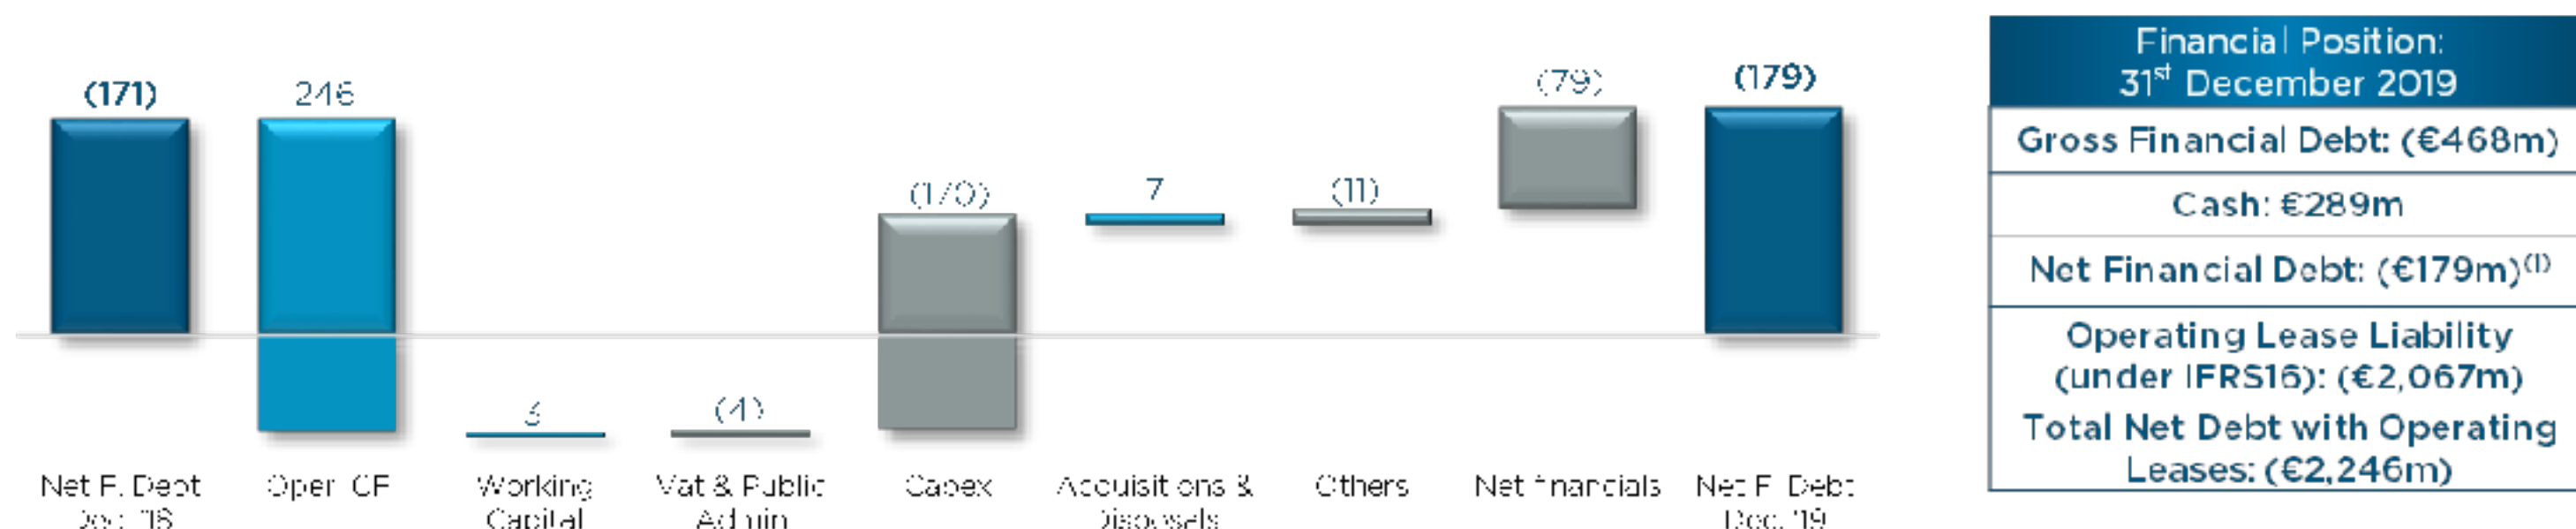 (171)
246
3
(4)
(170)
7
(11)
(79)
(179)
Net F. Debt
Dec. '18
Oper. CF
Working
Capital
Vat & Public
Admin
Capex
Acquisitions &
Disposals
Others
Net financials
Net F. Debt
Dec. '19
Financial Position:
31st December 2019
Gross Financial Debt: (€468m)
Cash: €289m
Net Financial Debt: (€179m)(1)
Operating Lease Liability
(under IFRS16): (€2,067m)
Total Net Debt with Operating
Leases: (€2,246m)